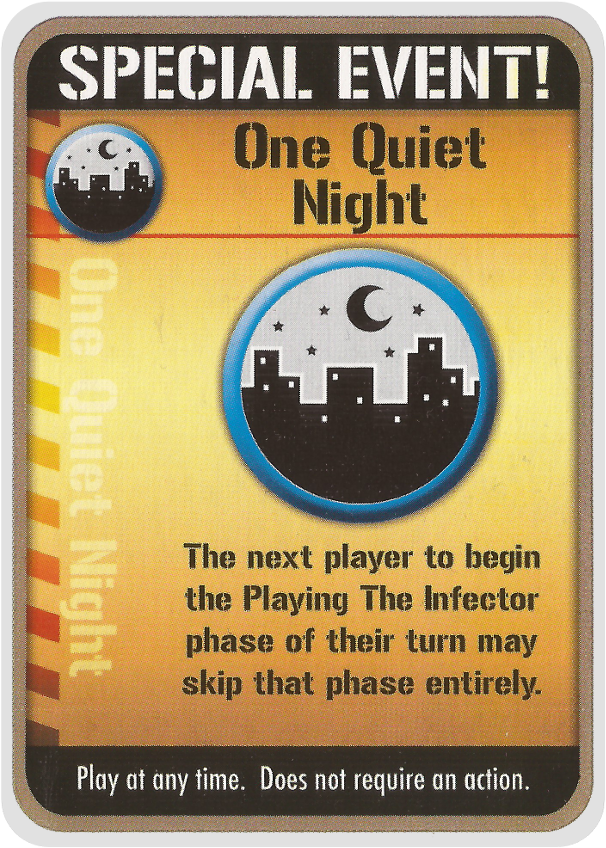 SPECIAL EVENT!
One Quiet
Night
One Quiet Night
The next player to begin
the Playing The Infector
phase of their turn may
skip that phase entirely.
Play at any time.  Does not require an action.